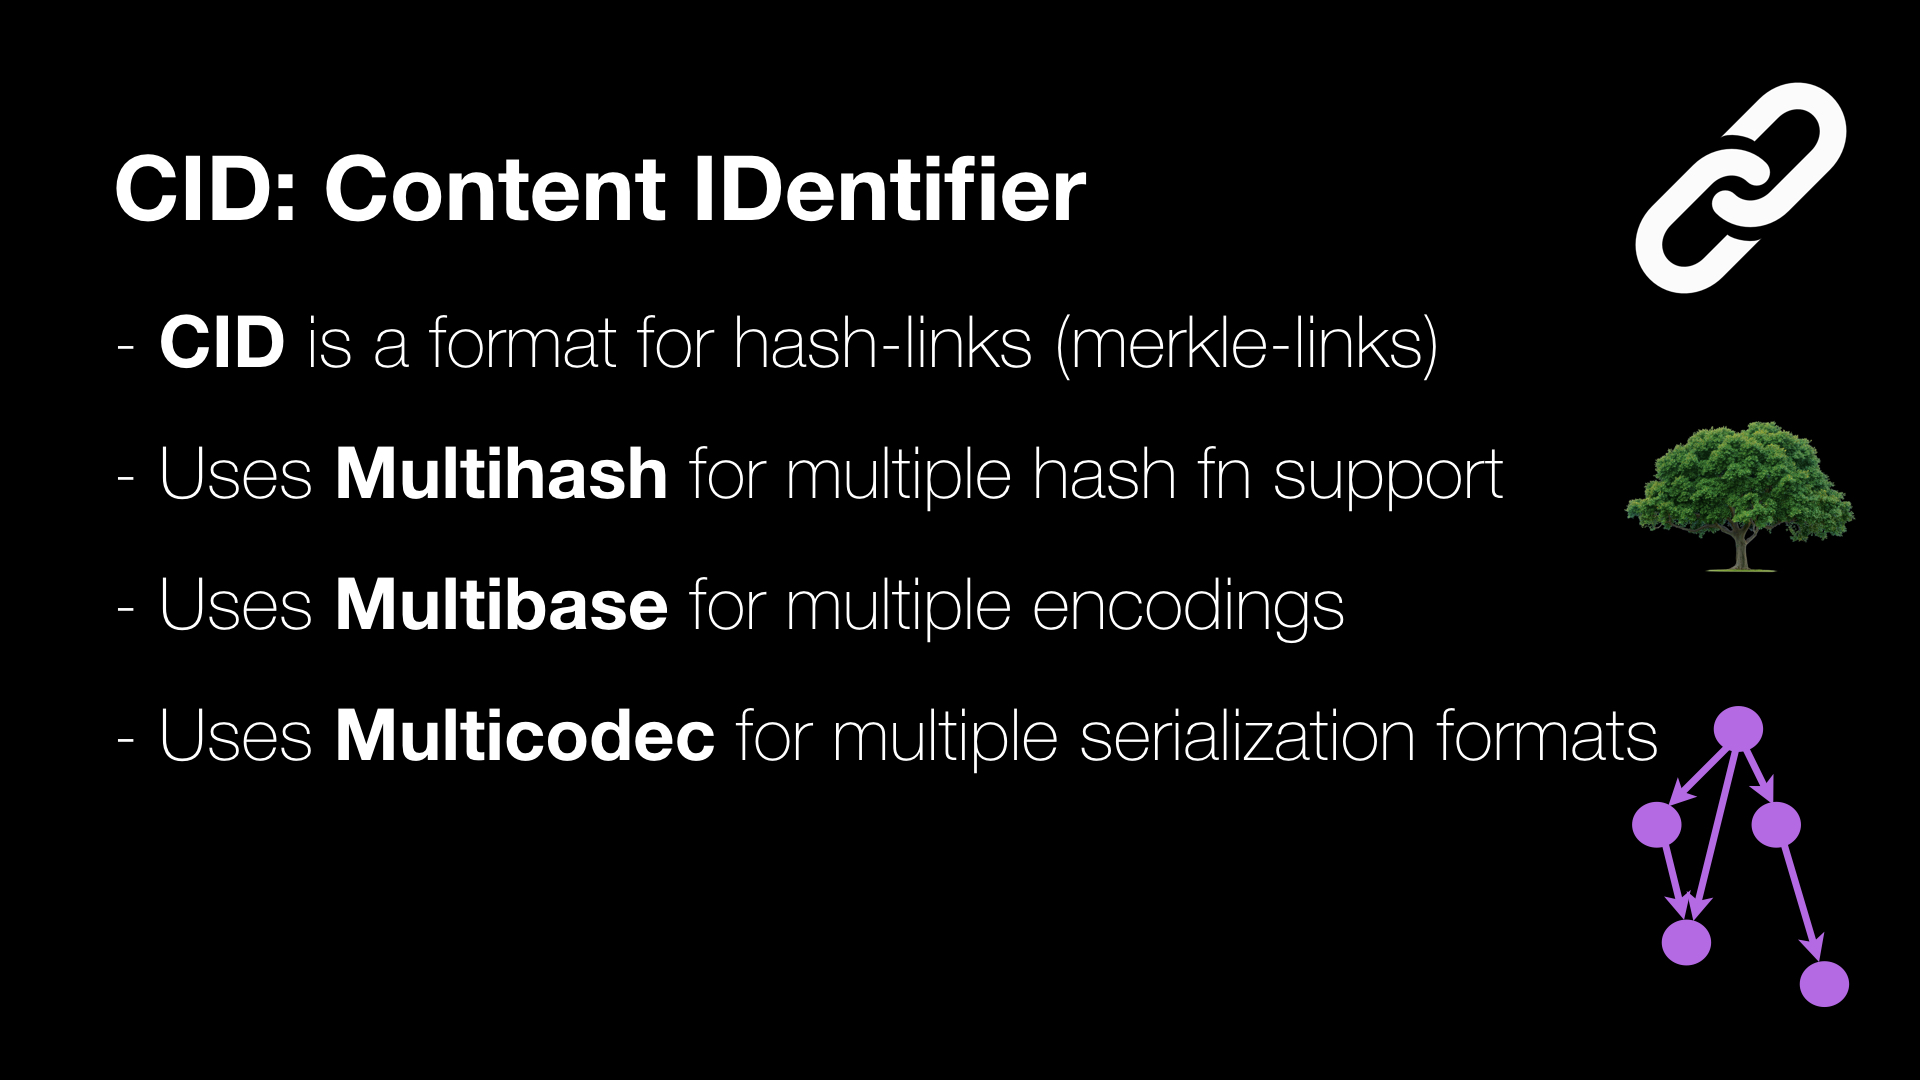 CID: Content IDentifier
- CID is a format for hash-links (merkle-links)
- Uses Multihash for multiple hash fn support
- Uses Multibase for multiple encodings
- Uses Multicodec for multiple serialization formats